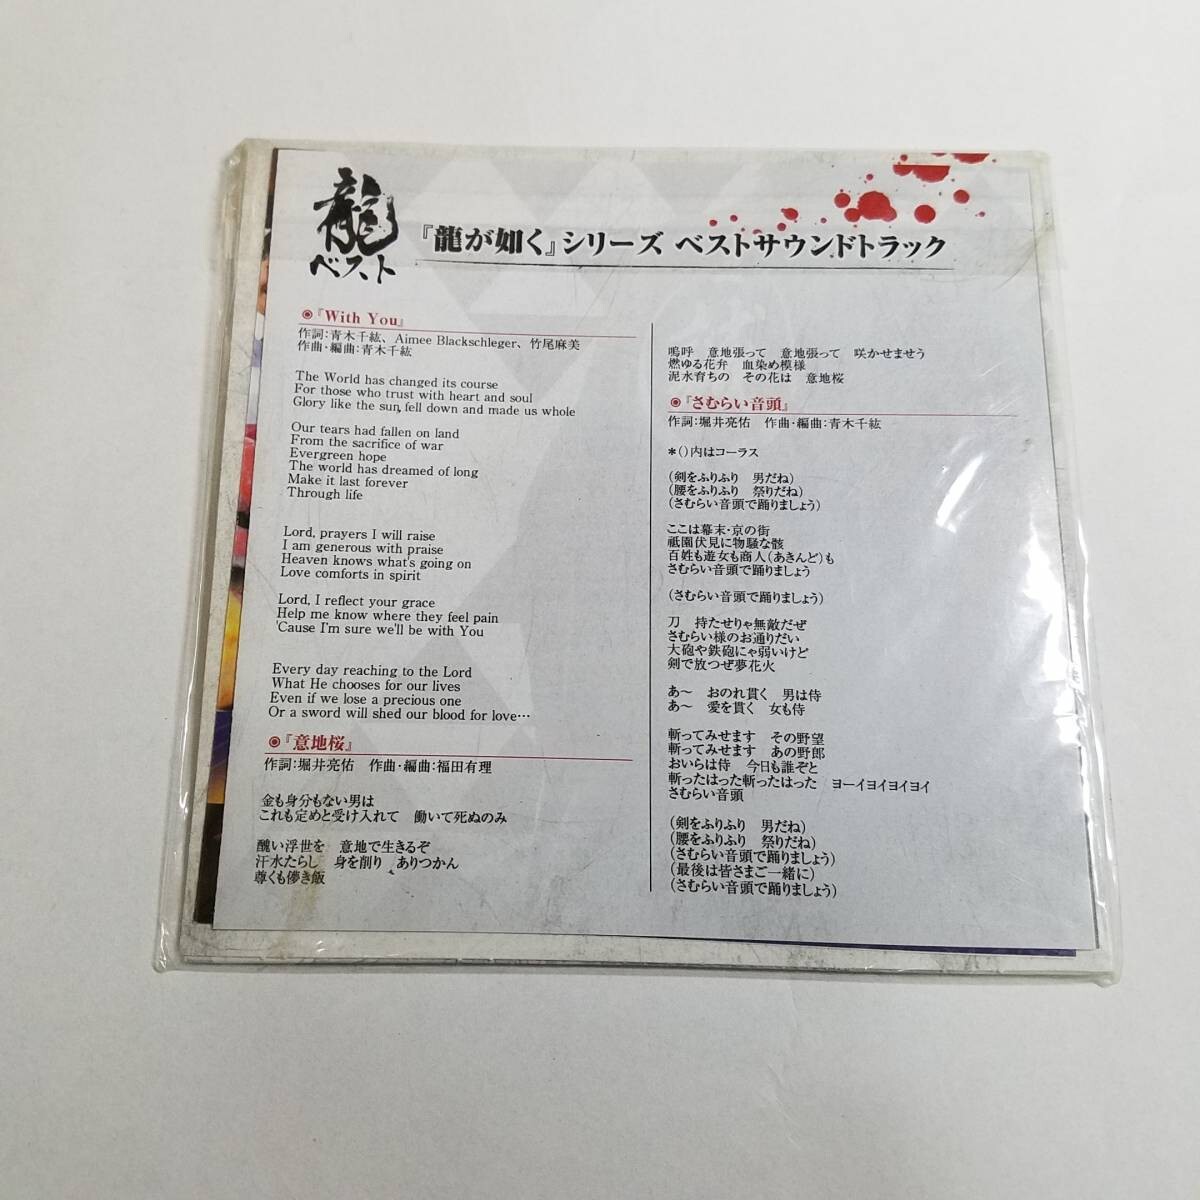 龍
ベスト
『龍が如く』シリーズ ベストサウンドトラック
◉『With You』
作詞：青木千紘、Aimee Blackschleger、竹尾麻美
作曲・編曲：青木千紘
The World has changed its course
For those who trust with heart and soul
Glory like the sun, fell down and made us whole
Our tears had fallen on land
From the sacrifice of war
Evergreen hope
The world has dreamed of long
Make it last forever
Through life
Lord, prayers I will raise
I am generous with praise
Heaven knows what's going on
Love comforts in spirit
Lord, I reflect your grace
Help me know where they feel pain
'Cause I'm sure we'll be with You
Every day reaching to the Lord
What He chooses for our lives
Even if we lose a precious one
Or a sword will shed our blood for love…
◉『意地桜』
作詞：堀井亮佑　作曲・編曲：福田有理
金も身分もない男は
これも定めと受け入れて　働いて死ぬのみ
醜い浮世を　意地で生きるぞ
汗水たらし　身を削り　ありつかん
尊くも儚き飯
嗚呼　意地張って　意地張って　咲かせませう
燃ゆる花弁　血染め模様
泥水育ちの　その花は　意地桜
◉『さむらい音頭』
作詞：堀井亮佑　作曲・編曲：青木千紘
＊（）内はコーラス
（剣をふりふり　男だね）
（腰をふりふり　祭りだね）
（さむらい音頭で踊りましょう）
ここは幕末・京の街
祗園伏見に物騒な骸
百姓も遊女も商人（あきんど）も
さむらい音頭で踊りましょう
（さむらい音頭で踊りましょう）
刀　持たせりゃ無敵だぜ
さむらい様のお通りだい
大砲や鉄砲にゃ弱いけど
剣で放つぜ夢花火
あ〜　おのれ貫く　男は侍
あ〜　愛を貫く　女も侍
斬ってみせます　その野望
斬ってみせます　あの野郎
おいらは侍　今日も誰ぞと
斬ったはった斬ったはった　ヨーイヨイヨイヨイ
さむらい音頭
（剣をふりふり　男だね）
（腰をふりふり　祭りだね）
（さむらい音頭で踊りましょう）
（最後は皆さまご一緒に）
（さむらい音頭で踊りましょう）